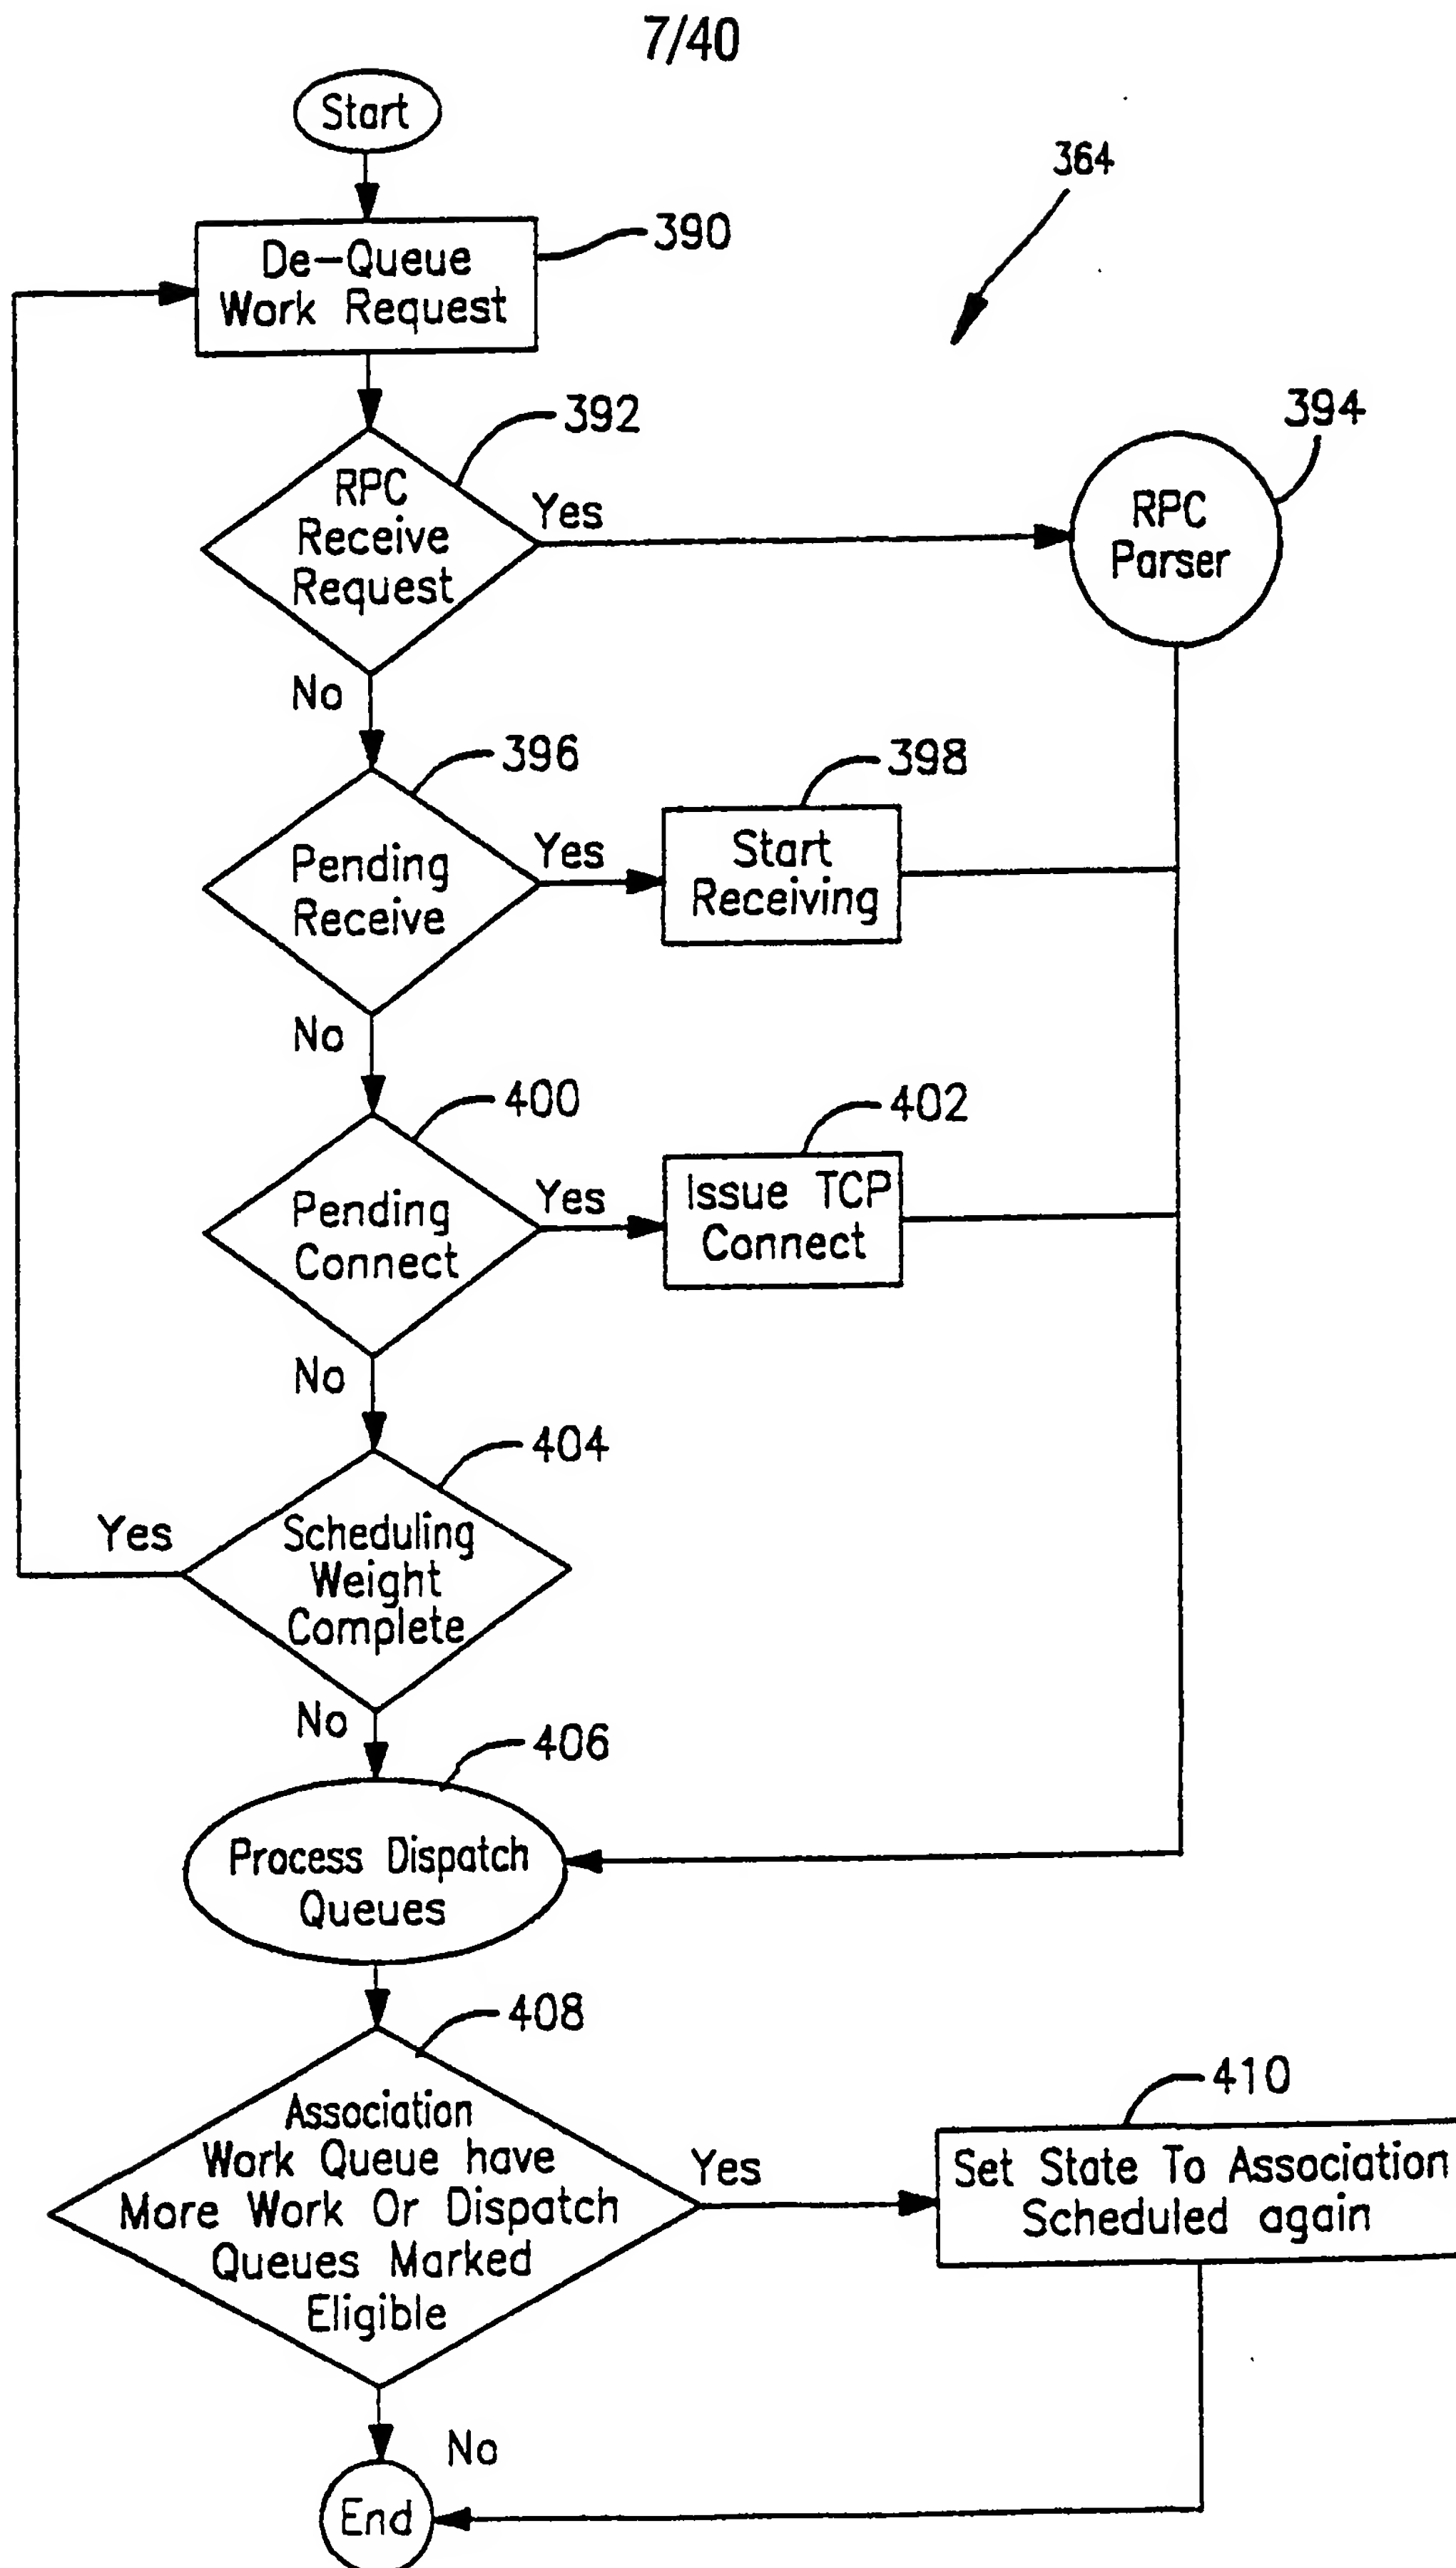 7/40
Start
364
De-Queue
Work Request
390
392
394
RPC
Receive
Request
Yes
RPC
Parser
No
396
398
Pending
Receive
Yes
Start
Receiving
No
400
402
Pending
Connect
Yes
Issue TCP
Connect
No
404
Yes
Scheduling
Weight
Complete
No
406
Process Dispatch
Queues
408
410
Association
Work Queue have
More Work Or Dispatch
Queues Marked
Eligible
Yes
Set State To Association
Scheduled again
No
End